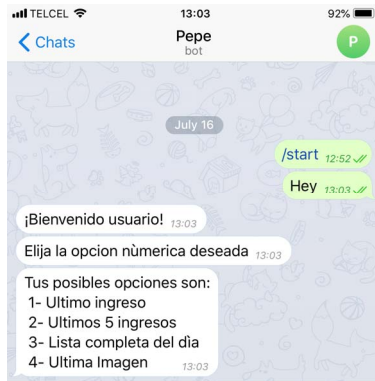 TELCEL 13:03 92%
Chats Pepe P
bot
July 16
/start 12:52
Hey 13:03
¡Bienvenido usuario! 13:03
Elija la opcion nùmerica deseada 13:03
Tus posibles opciones son:
1- Ultimo ingreso
2- Ultimos 5 ingresos
3- Lista completa del dìa
4- Ultima Imagen 13:03